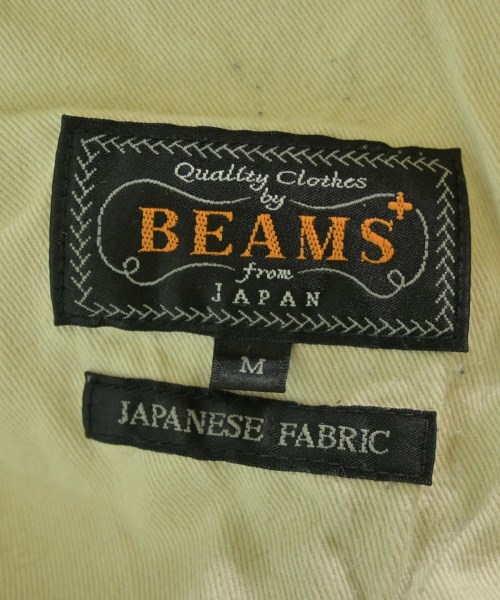 Quality Clothes
by
BEAMS+
from
JAPAN
M
JAPANESE FABRIC